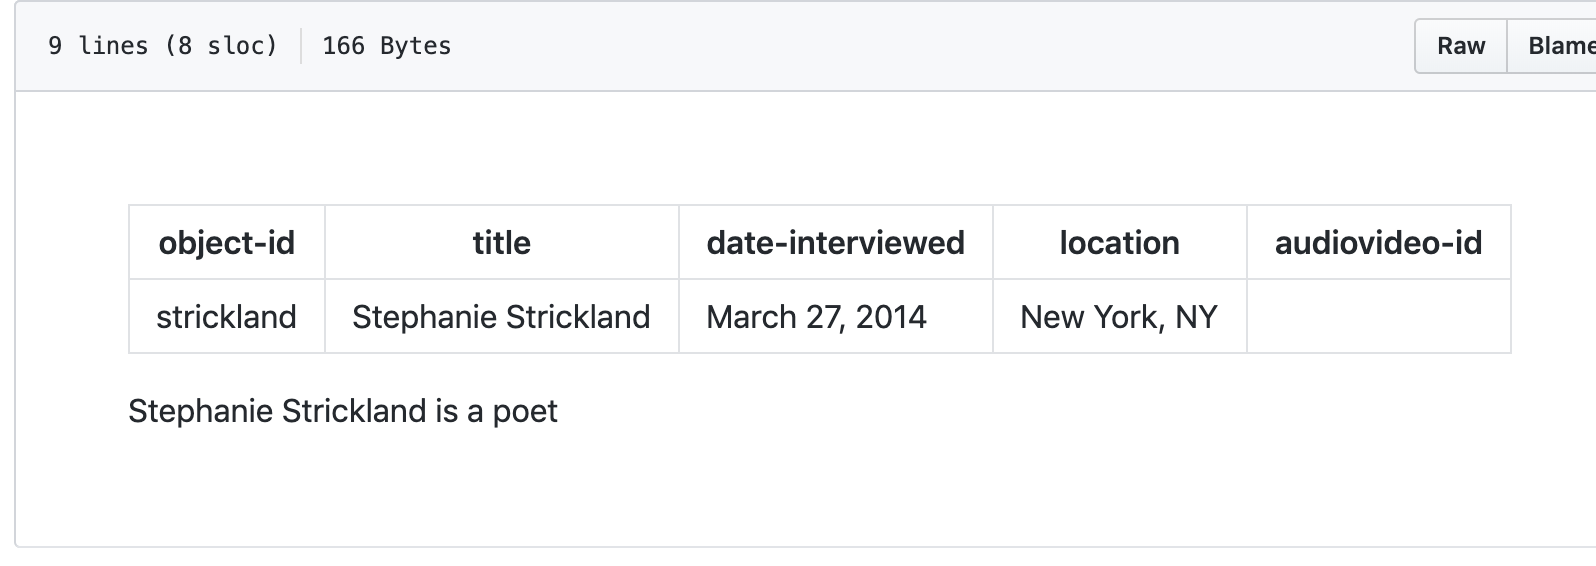 9 lines (8 sloc) 166 Bytes Raw Blame
object-id title date-interviewed location audiovideo-id
strickland Stephanie Strickland March 27, 2014 New York, NY
Stephanie Strickland is a poet